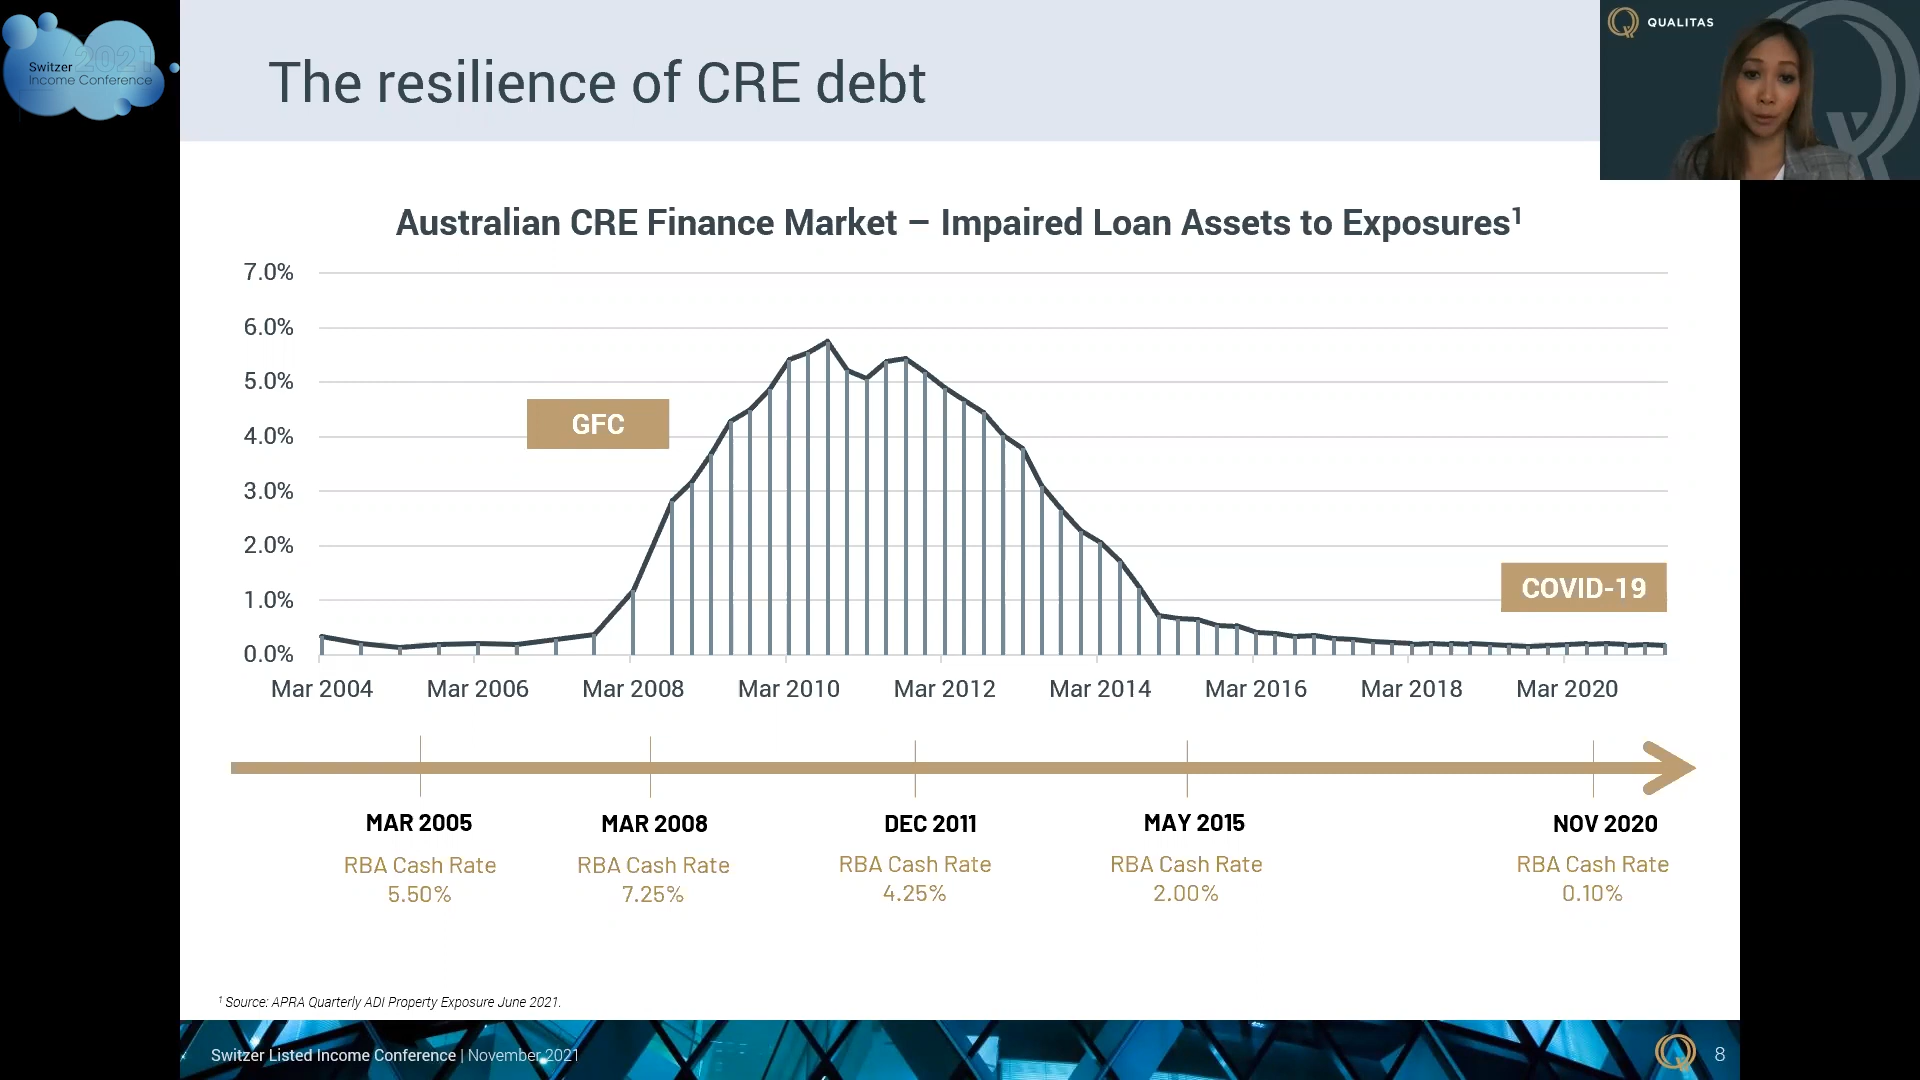 2021
Switzer
Income Conference
The resilience of CRE debt
QUALITAS
Australian CRE Finance Market – Impaired Loan Assets to Exposures¹
7.0%
6.0%
5.0%
4.0%
3.0%
2.0%
1.0%
0.0%
GFC
COVID-19
Mar 2004 Mar 2006 Mar 2008 Mar 2010 Mar 2012 Mar 2014 Mar 2016 Mar 2018 Mar 2020
MAR 2005 MAR 2008 DEC 2011 MAY 2015 NOV 2020
RBA Cash Rate RBA Cash Rate RBA Cash Rate RBA Cash Rate RBA Cash Rate
5.50% 7.25% 4.25% 2.00% 0.10%
¹ Source: APRA Quarterly ADI Property Exposure June 2021.
Switzer Listed Income Conference | November 2021
8